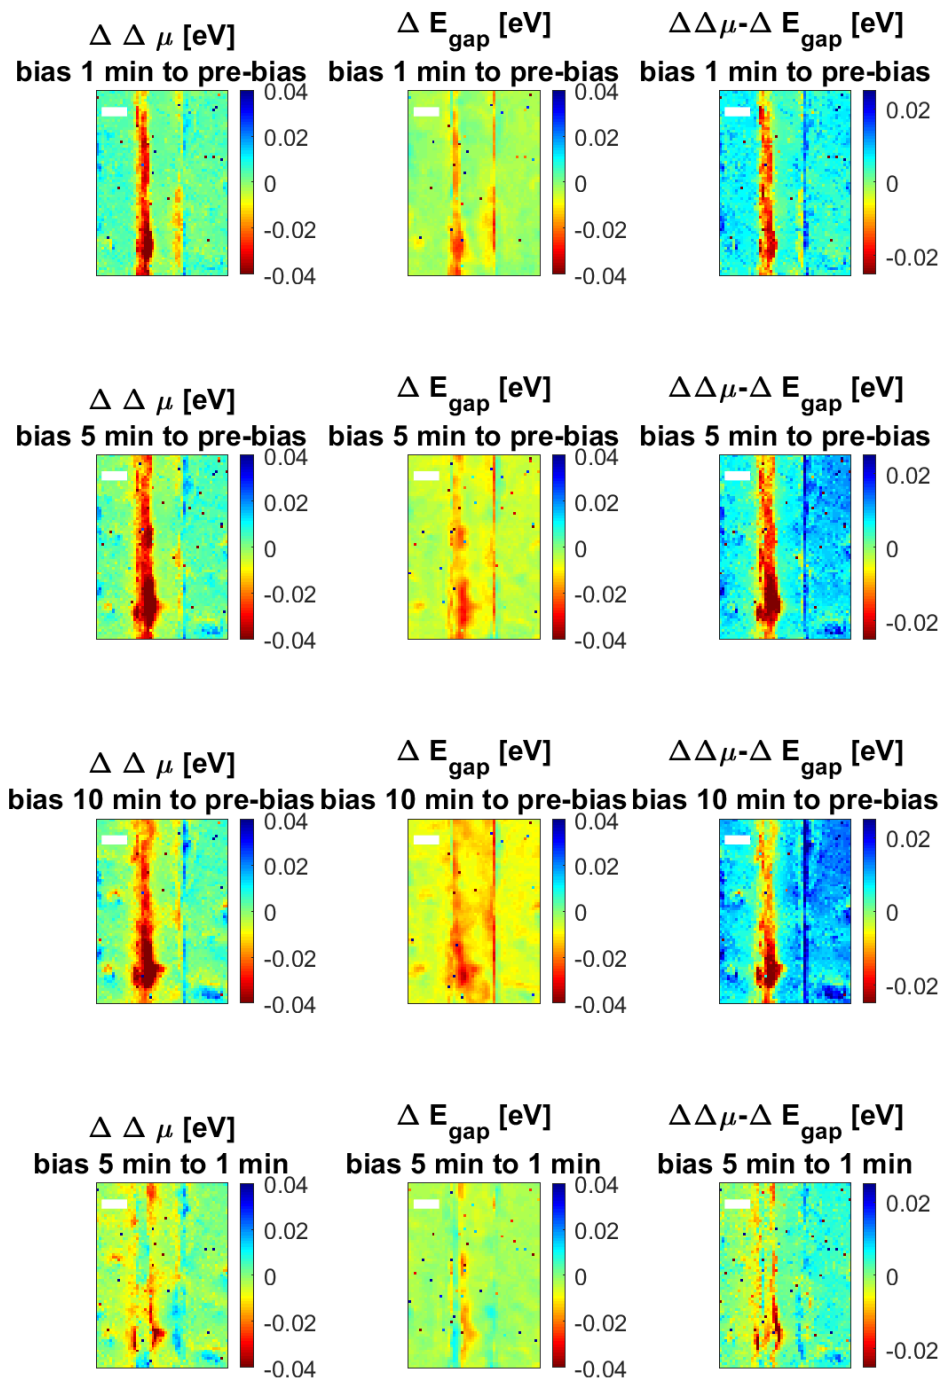 Δ Δ μ [eV]
bias 1 min to pre-bias
0.04
0.02
0
-0.02
-0.04
Δ E_gap [eV]
bias 1 min to pre-bias
0.04
0.02
0
-0.02
-0.04
ΔΔμ-Δ E_gap [eV]
bias 1 min to pre-bias
0.02
0
-0.02
Δ Δ μ [eV]
bias 5 min to pre-bias
0.04
0.02
0
-0.02
-0.04
Δ E_gap [eV]
bias 5 min to pre-bias
0.04
0.02
0
-0.02
-0.04
ΔΔμ-Δ E_gap [eV]
bias 5 min to pre-bias
0.02
0
-0.02
Δ Δ μ [eV]
bias 10 min to pre-bias
0.04
0.02
0
-0.02
-0.04
Δ E_gap [eV]
bias 10 min to pre-bias
0.04
0.02
0
-0.02
-0.04
ΔΔμ-Δ E_gap [eV]
bias 10 min to pre-bias
0.02
0
-0.02
Δ Δ μ [eV]
bias 5 min to 1 min
0.04
0.02
0
-0.02
-0.04
Δ E_gap [eV]
bias 5 min to 1 min
0.04
0.02
0
-0.02
-0.04
ΔΔμ-Δ E_gap [eV]
bias 5 min to 1 min
0.02
0
-0.02